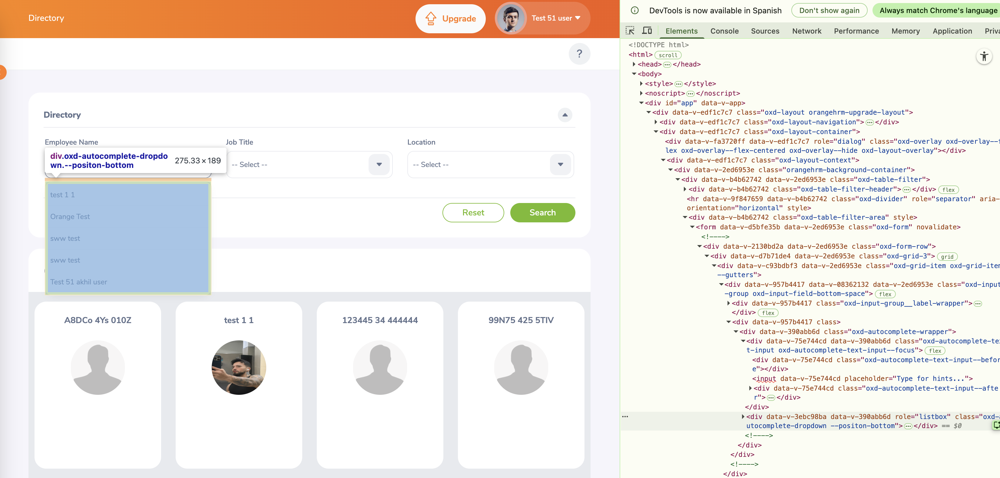 Directory
Upgrade
Test 51 user
?
Directory
Employee Name
Job Title
Location
div.oxd-autocomplete-dropdo
wn.--positon-bottom
275.33 × 189
-- Select --
-- Select --
test 1 1
Orange Test
sww test
sww test
Test 51 akhil user
Reset
Search
A8DCo 4Ys 010Z
test 1 1
123445 34 444444
99N75 425 5TIV
DevTools is now available in Spanish
Don't show again
Always match Chrome's language
Elements
Console
Sources
Network
Performance
Memory
Application
Priva
<!DOCTYPE html>
<html> scroll
<head> ... </head>
<body>
<style> ... </style>
<noscript> ... </noscript>
<div id="app" data-v-app>
<div data-v-edf1c7c7 class="oxd-layout orangehrm-upgrade-layout">
<div data-v-edf1c7c7 class="oxd-layout-navigation"> ... </div>
<div data-v-edf1c7c7 class="oxd-layout-container">
<div data-v-fa3720ff data-v-edf1c7c7 role="dialog" class="oxd-overlay oxd-overlay--f
lex oxd-overlay--flex-centered oxd-overlay--hide oxd-layout-overlay"></div>
<div data-v-edf1c7c7 class="oxd-layout-context">
<div data-v-2ed6953e class="orangehrm-background-container">
<div data-v-b4b62742 data-v-2ed6953e class="oxd-table-filter">
<div data-v-b4b62742 class="oxd-table-filter-header"> ... </div> flex
<hr data-v-9f847659 data-v-b4b62742 class="oxd-divider" role="separator" aria-
orientation="horizontal" style>
<div data-v-b4b62742 class="oxd-table-filter-area" style>
<form data-v-d5bfe35b data-v-2ed6953e class="oxd-form" novalidate>
<!---->
<div data-v-2130bd2a data-v-2ed6953e class="oxd-form-row">
<div data-v-d7b71de4 data-v-2ed6953e class="oxd-grid-3"> grid
<div data-v-c93bdbf3 data-v-2ed6953e class="oxd-grid-item oxd-grid-item
--gutters">
<div data-v-957b4417 data-v-08362132 data-v-2ed6953e class="oxd-input
-group oxd-input-field-bottom-space"> flex
<div data-v-957b4417 class="oxd-input-group__label-wrapper"> ...
</div> flex
<div data-v-957b4417 class>
<div data-v-390abb6d class="oxd-autocomplete-wrapper">
<div data-v-75e744cd data-v-390abb6d class="oxd-autocomplete-tex
t-input oxd-autocomplete-text-input--focus"> flex
<div data-v-75e744cd class="oxd-autocomplete-text-input--befor
e"></div>
<input data-v-75e744cd placeholder="Type for hints...">
<div data-v-75e744cd class="oxd-autocomplete-text-input--afte
r"> ... </div>
</div>
... <div data-v-3ebc98ba data-v-390abb6d role="listbox" class="oxd-a
utocomplete-dropdown --positon-bottom"> ... </div> == $0
<!---->
</div>
</div>
<!---->
</div>